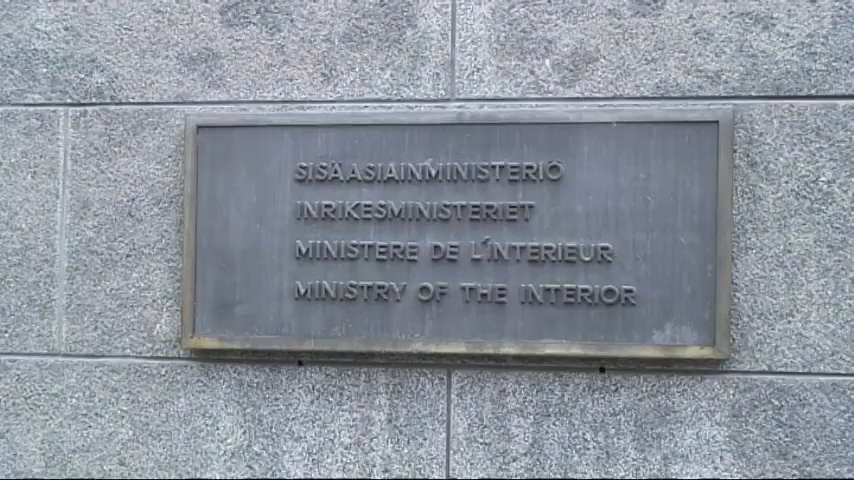 SISÄASIAINMINISTERIÖ
INRIKESMINISTERIET
MINISTERE DE L'INTERIEUR
MINISTRY OF THE INTERIOR